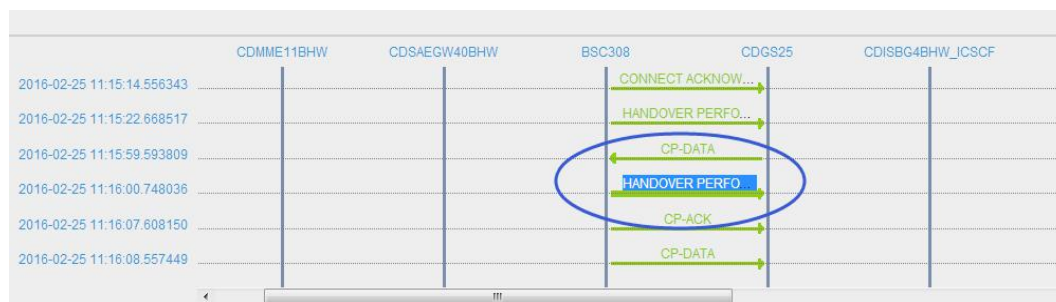 CDMME11BHW CDSAEGW40BHW BSC308 CDGS25 CDISBG4BHW_ICSCF
2016-02-25 11:15:14.556343 CONNECT ACKNOW...
2016-02-25 11:15:22.668517 HANDOVER PERFO...
2016-02-25 11:15:59.593809 CP-DATA
2016-02-25 11:16:00.748036 HANDOVER PERFO...
2016-02-25 11:16:07.608150 CP-ACK
2016-02-25 11:16:08.557449 CP-DATA